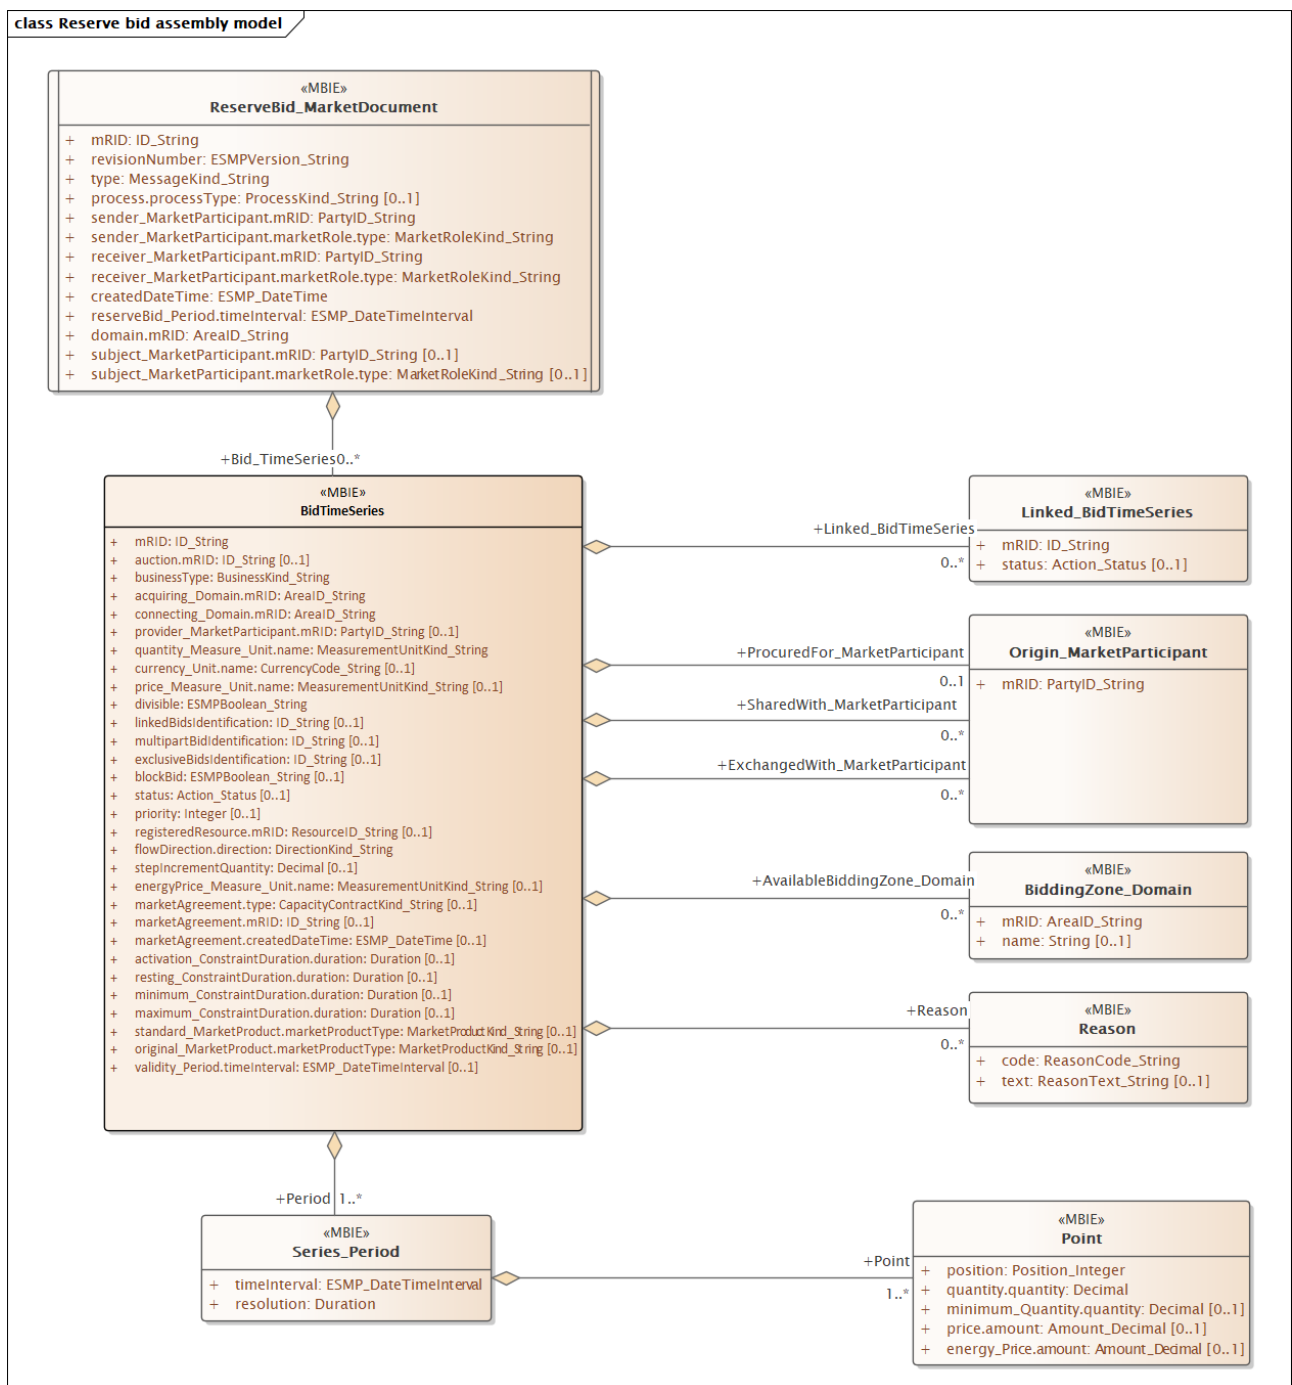 class Reserve bid assembly model
«MBIE»
ReserveBid_MarketDocument
+ mRID: ID_String
+ revisionNumber: ESMPVersion_String
+ type: MessageKind_String
+ process.processType: ProcessKind_String [0..1]
+ sender_MarketParticipant.mRID: PartyID_String
+ sender_MarketParticipant.marketRole.type: MarketRoleKind_String
+ receiver_MarketParticipant.mRID: PartyID_String
+ receiver_MarketParticipant.marketRole.type: MarketRoleKind_String
+ createdDateTime: ESMP_DateTime
+ reserveBid_Period.timeInterval: ESMP_DateTimeInterval
+ domain.mRID: AreaID_String
+ subject_MarketParticipant.mRID: PartyID_String [0..1]
+ subject_MarketParticipant.marketRole.type: MarketRoleKind_String [0..1]
+Bid_TimeSeries 0..*
«MBIE»
BidTimeSeries
+ mRID: ID_String
+ auction.mRID: ID_String [0..1]
+ businessType: BusinessKind_String
+ acquiring_Domain.mRID: AreaID_String
+ connecting_Domain.mRID: AreaID_String
+ provider_MarketParticipant.mRID: PartyID_String [0..1]
+ quantity_Measure_Unit.name: MeasurementUnitKind_String
+ currency_Unit.name: CurrencyCode_String [0..1]
+ price_Measure_Unit.name: MeasurementUnitKind_String [0..1]
+ divisible: ESMPBoolean_String
+ linkedBidsIdentification: ID_String [0..1]
+ multipartBidIdentification: ID_String [0..1]
+ exclusiveBidsIdentification: ID_String [0..1]
+ blockBid: ESMPBoolean_String [0..1]
+ status: Action_Status [0..1]
+ priority: Integer [0..1]
+ registeredResource.mRID: ResourceID_String [0..1]
+ flowDirection.direction: DirectionKind_String
+ stepIncrementQuantity: Decimal [0..1]
+ energyPrice_Measure_Unit.name: MeasurementUnitKind_String [0..1]
+ marketAgreement.type: CapacityContractKind_String [0..1]
+ marketAgreement.mRID: ID_String [0..1]
+ marketAgreement.createdDateTime: ESMP_DateTime [0..1]
+ activation_ConstraintDuration.duration: Duration [0..1]
+ resting_ConstraintDuration.duration: Duration [0..1]
+ minimum_ConstraintDuration.duration: Duration [0..1]
+ maximum_ConstraintDuration.duration: Duration [0..1]
+ standard_MarketProduct.marketProductType: MarketProductKind_String [0..1]
+ original_MarketProduct.marketProductType: MarketProductKind_String [0..1]
+ validity_Period.timeInterval: ESMP_DateTimeInterval [0..1]
+Linked_BidTimeSeries
0..*
«MBIE»
Linked_BidTimeSeries
+ mRID: ID_String
+ status: Action_Status [0..1]
+ProcuredFor_MarketParticipant
0..1
+SharedWith_MarketParticipant
0..*
+ExchangedWith_MarketParticipant
0..*
«MBIE»
Origin_MarketParticipant
+ mRID: PartyID_String
+AvailableBiddingZone_Domain
0..*
«MBIE»
BiddingZone_Domain
+ mRID: AreaID_String
+ name: String [0..1]
+Reason
0..*
«MBIE»
Reason
+ code: ReasonCode_String
+ text: ReasonText_String [0..1]
+Period 1..*
«MBIE»
Series_Period
+ timeInterval: ESMP_DateTimeInterval
+ resolution: Duration
+Point
1..*
«MBIE»
Point
+ position: Position_Integer
+ quantity.quantity: Decimal
+ minimum_Quantity.quantity: Decimal [0..1]
+ price.amount: Amount_Decimal [0..1]
+ energy_Price.amount: Amount_Decimal [0..1]